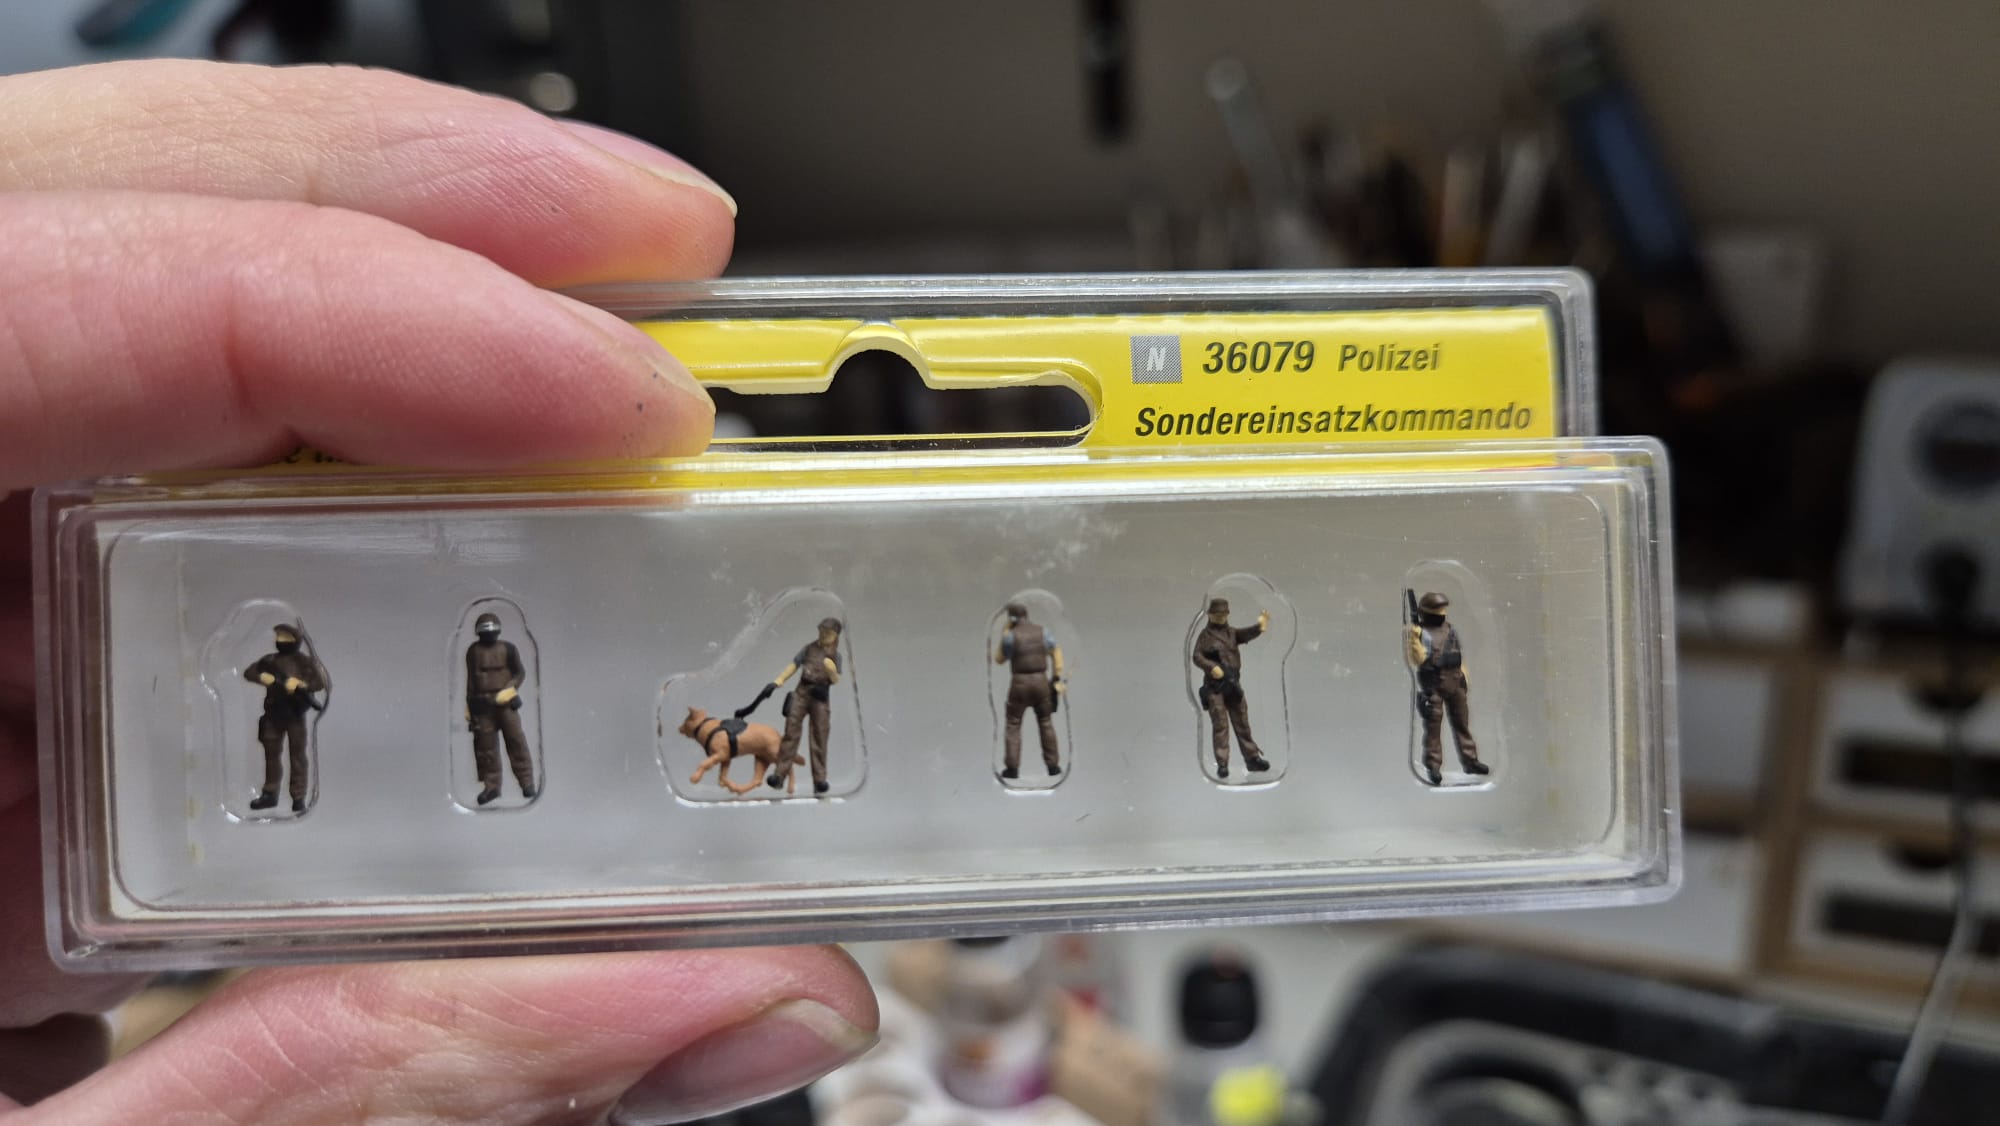 N 36079 Polizei
Sondereinsatzkommando